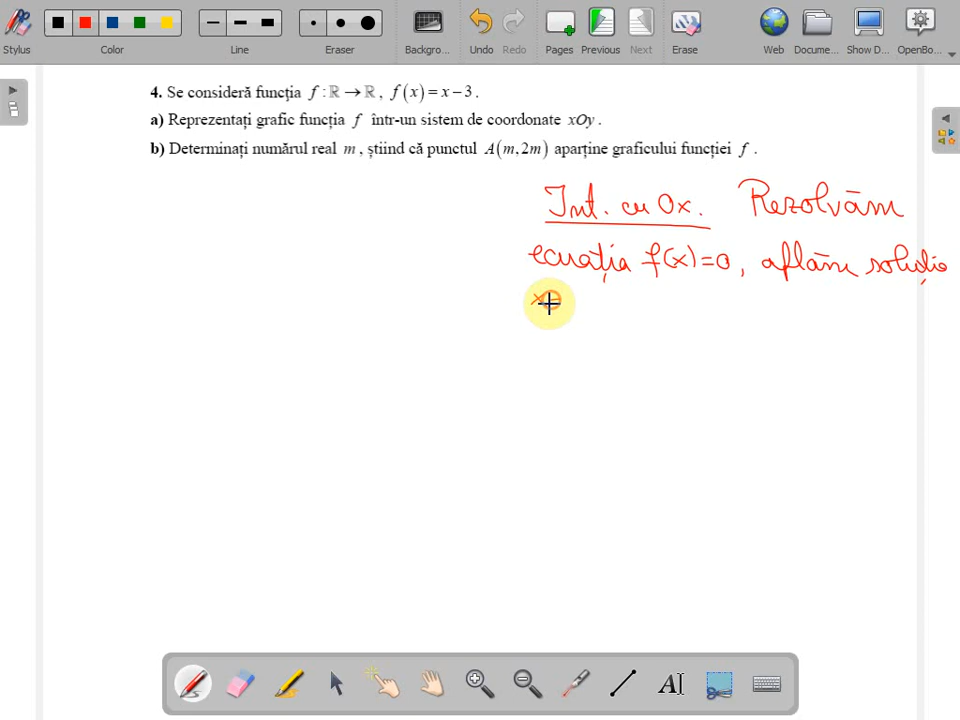 Stylus
Color
Line
Eraser
Backgro...
Undo
Redo
Pages
Previous
Next
Erase
Web
Docume...
Show D...
OpenBo...
4. Se consideră funcția f : ℝ → ℝ, f(x) = x − 3.
a) Reprezentați grafic funcția f într-un sistem de coordonate xOy.
b) Determinați numărul real m, știind că punctul A(m, 2m) aparține graficului funcției f.
Int. cu Ox. Rezolvăm
ecuația f(x)=0, aflăm soluția